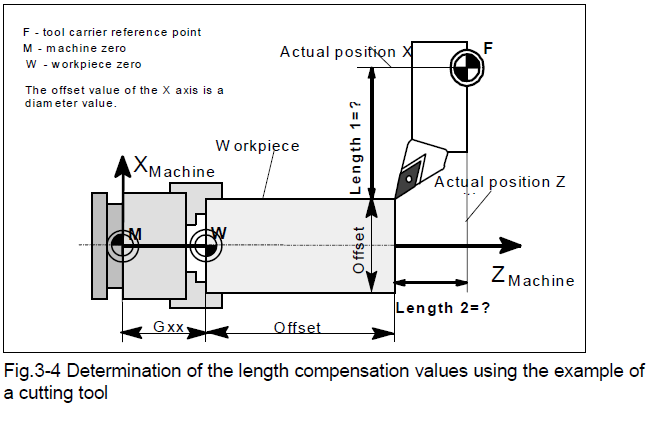 F - tool carrier reference point
M - machine zero
W - workpiece zero
The offset value of the X axis is a
diameter value.
Actual position X
F
Length 1=?
Workpiece
X Machine
Actual position Z
M
W
Offset
Z Machine
Length 2=?
Gxx
Offset
Fig.3-4 Determination of the length compensation values using the example of
a cutting tool